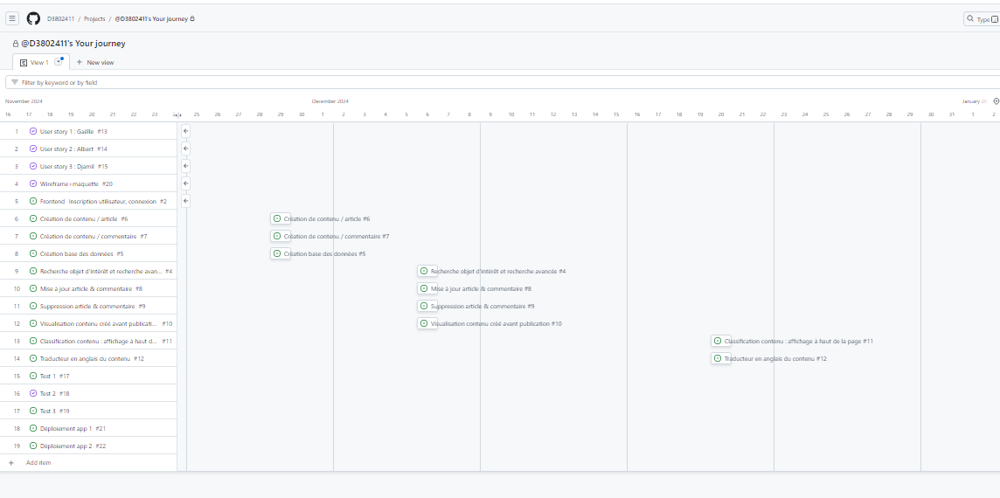 D3802411 / Projects / @D3802411's Your journey
Type /
@D3802411's Your journey
View 1
New view
Filter by keyword or by field
November 2024 December 2024 January 20
16 17 18 19 20 21 22 23 25 26 27 28 29 30 1 2 3 4 5 6 7 8 9 10 11 12 13 14 15 16 17 18 19 20 21 22 23 24 25 26 27 28 29 30 31 1 2
1 User story 1 : Gaëlle #13
2 User story 2 : Albert #14
3 User story 3 : Djamil #15
4 Wireframe + maquette #20
5 Frontend : Inscription utilisateur, connexion #2
6 Création de contenu / article #6 Création de contenu / article #6
7 Création de contenu / commentaire #7 Création de contenu / commentaire #7
8 Création base des données #5 Création base des données #5
9 Recherche objet d'intérêt et recherche avan... #4 Recherche objet d'intérêt et recherche avancée #4
10 Mise à jour article & commentaire #8 Mise à jour article & commentaire #8
11 Suppression article & commentaire #9 Suppression article & commentaire #9
12 Visualisation contenu créé avant publicati... #10 Visualisation contenu créé avant publication #10
13 Classification contenu : affichage à haut d... #11 Classification contenu : affichage à haut de la page #11
14 Traducteur en anglais du contenu #12 Traducteur en anglais du contenu #12
15 Test 1 #17
16 Test 2 #18
17 Test 3 #19
18 Déploiement app 1 #21
19 Déploiement app 2 #22
+ Add item